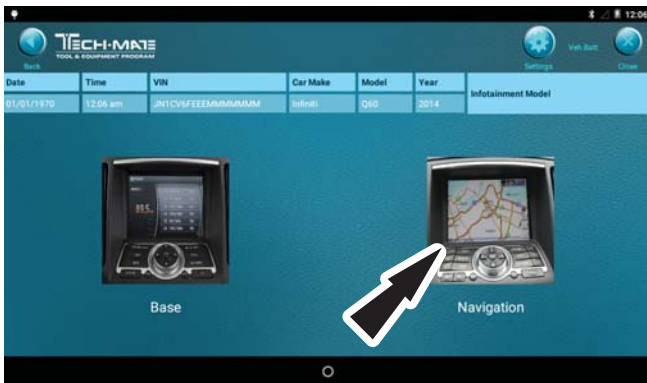 12:06
TECH·MATE
TOOL & EQUIPMENT PROGRAM
Back
Settings
Veh Batt
Close
Date Time VIN Car Make Model Year Infotainment Model
01/01/1970 12:06 am JN1CV6FEEEMMMMMMM Infiniti Q60 2014
Base
Navigation